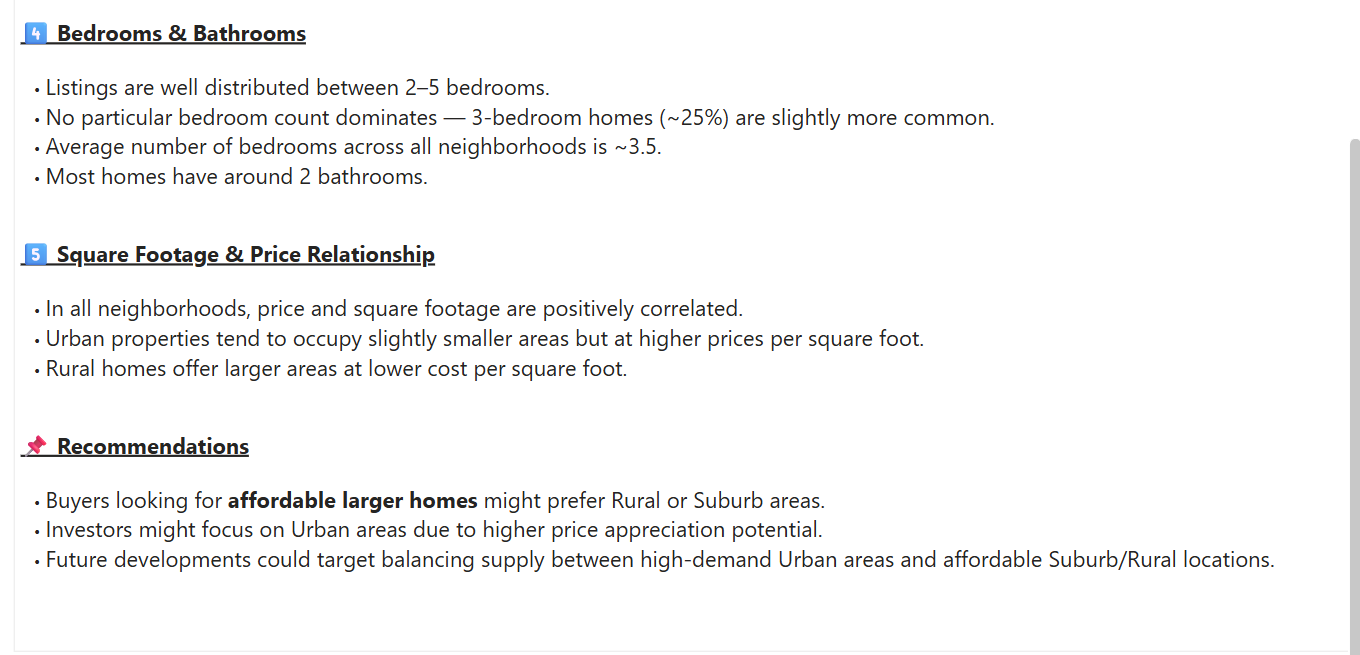 4️⃣ Bedrooms & Bathrooms
• Listings are well distributed between 2–5 bedrooms.
• No particular bedroom count dominates — 3-bedroom homes (~25%) are slightly more common.
• Average number of bedrooms across all neighborhoods is ~3.5.
• Most homes have around 2 bathrooms.
5️⃣ Square Footage & Price Relationship
• In all neighborhoods, price and square footage are positively correlated.
• Urban properties tend to occupy slightly smaller areas but at higher prices per square foot.
• Rural homes offer larger areas at lower cost per square foot.
📌 Recommendations
• Buyers looking for affordable larger homes might prefer Rural or Suburb areas.
• Investors might focus on Urban areas due to higher price appreciation potential.
• Future developments could target balancing supply between high-demand Urban areas and affordable Suburb/Rural locations.